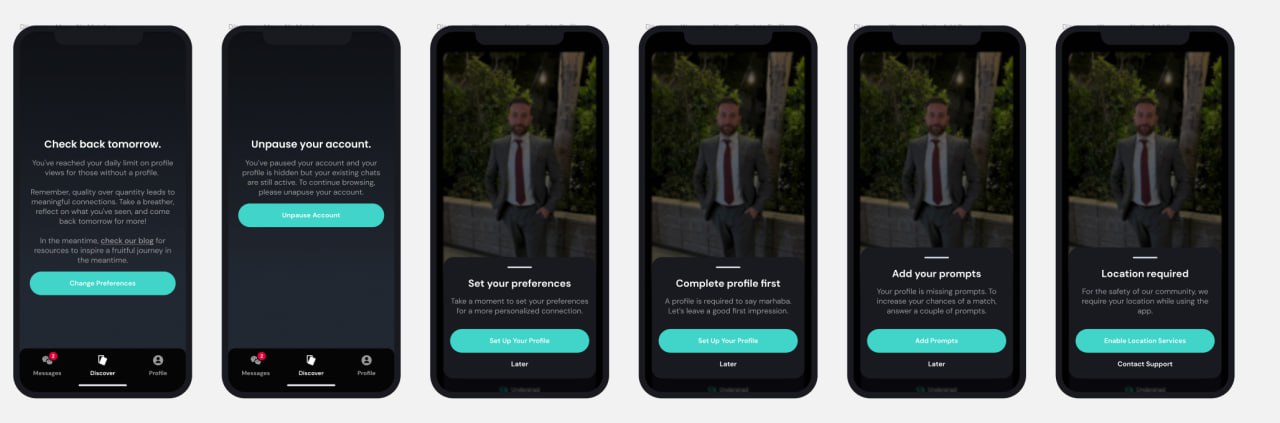 Check back tomorrow.
You've reached your daily limit on profile
views for those without a profile.
Remember, quality over quantity leads to
meaningful connections. Take a breather,
reflect on what you've seen, and come
back tomorrow for more!
In the meantime, check our blog for
resources to inspire a fruitful journey in
the meantime.
Change Preferences
2
Messages
Discover
Profile
Unpause your account.
You've paused your account and your
profile is hidden but your existing chats
are still active. To continue browsing,
please unapuse your account.
Unpause Account
2
Messages
Discover
Profile
Set your preferences
Take a moment to set your preferences
for a more personalized connection.
Set Up Your Profile
Later
Complete profile first
A profile is required to say marhaba.
Let's leave a good first impression.
Set Up Your Profile
Later
Add your prompts
Your profile is missing prompts. To
increase your chances of a match,
answer a couple of prompts.
Add Prompts
Later
Location required
For the safety of our community, we
require your location while using the
app.
Enable Location Services
Contact Support